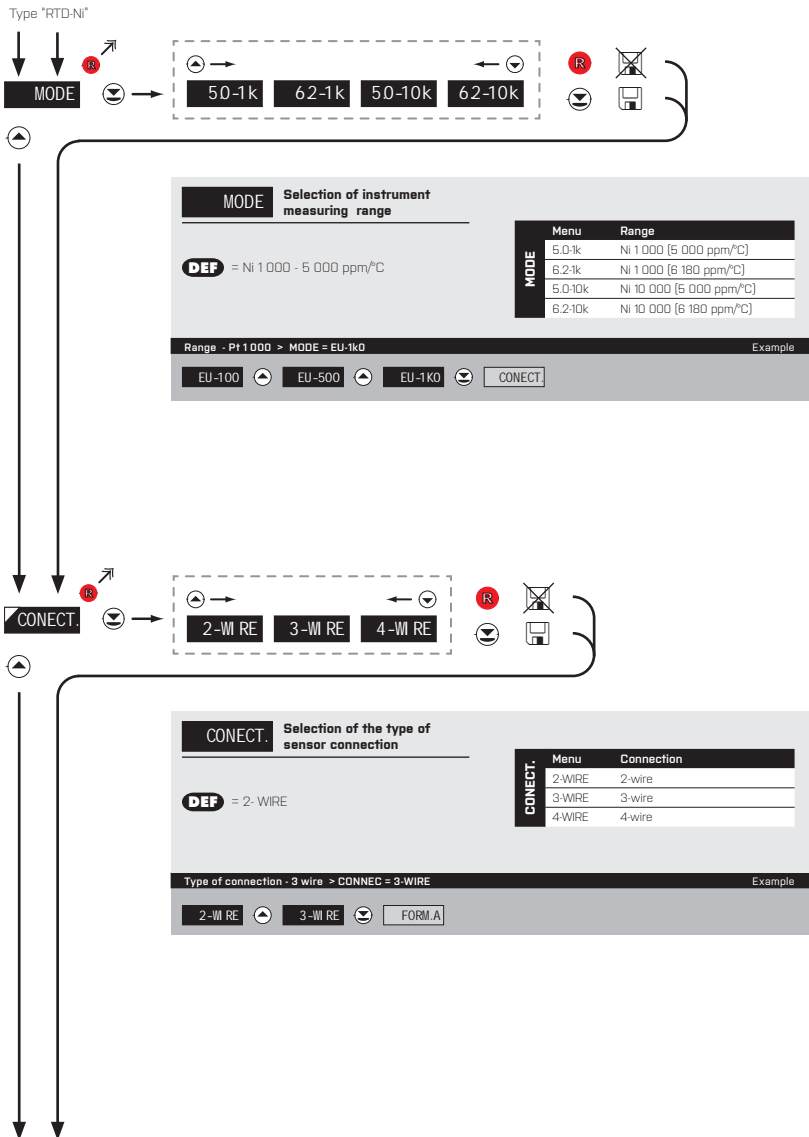 Type "RTD-Ni"
R
MODE
5.0-1k 6.2-1k 5.0-10k 6.2-10k
R
MODE
Selection of instrument
measuring range
DEF = Ni 1 000 - 5 000 ppm/°C
MODE
Menu Range
5.0-1k Ni 1 000 (5 000 ppm/°C)
6.2-1k Ni 1 000 (6 180 ppm/°C)
5.0-10k Ni 10 000 (5 000 ppm/°C)
6.2-10k Ni 10 000 (6 180 ppm/°C)
Range - Pt 1 000 > MODE = EU-1k0 Example
EU-100 EU-500 EU-1K0 CONECT.
R
CONECT.
2-WIRE 3-WIRE 4-WIRE
R
CONECT.
Selection of the type of
sensor connection
DEF = 2- WIRE
CONECT.
Menu Connection
2-WIRE 2-wire
3-WIRE 3-wire
4-WIRE 4-wire
Type of connection - 3 wire > CONNEC = 3-WIRE Example
2-WIRE 3-WIRE FORM.A